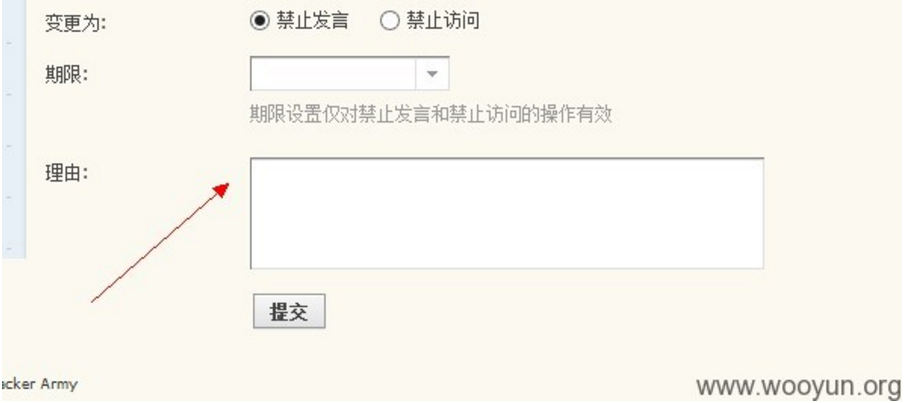 变更为: 禁止发言 禁止访问
期限:
期限设置仅对禁止发言和禁止访问的操作有效
理由:
提交
acker Army
www.wooyun.org